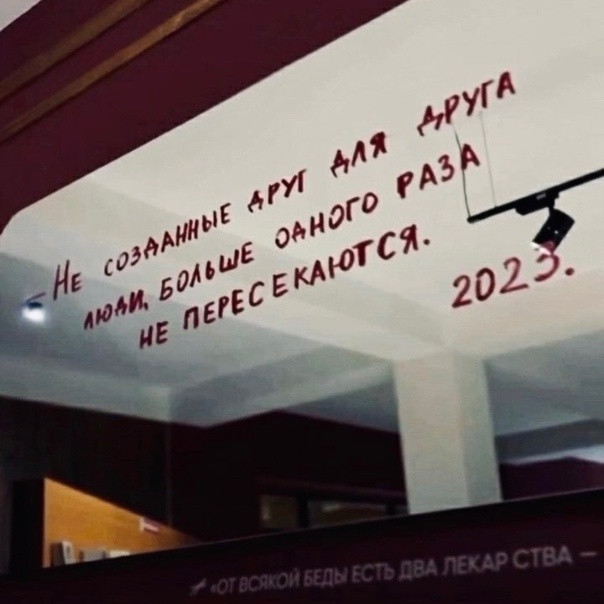 — Не созданные друг для друга
люди, больше одного раза
не пересекаются.
2023.
«ОТ ВСЯКОЙ БЕДЫ ЕСТЬ ДВА ЛЕКАР СТВА —